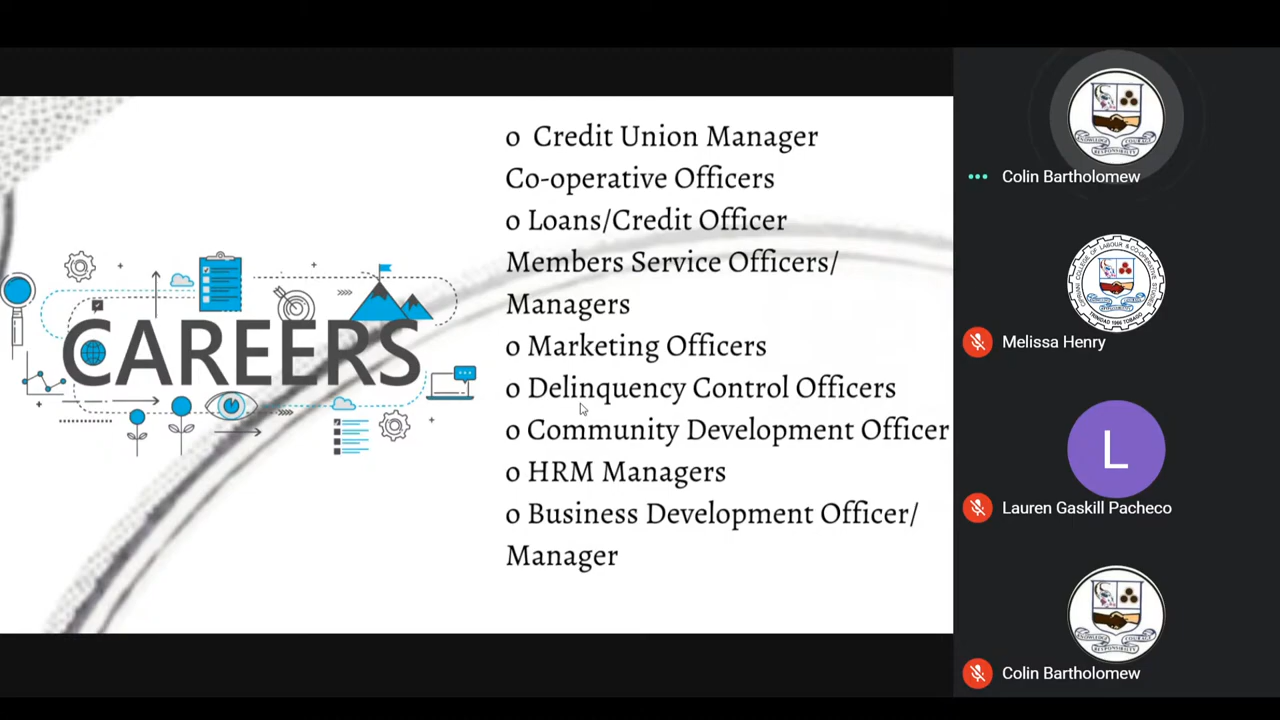 o  Credit Union Manager
Co-operative Officers
o Loans/Credit Officer
Members Service Officers/
Managers
o Marketing Officers
o Delinquency Control Officers
o Community Development Officer
o HRM Managers
o Business Development Officer/
Manager
CAREERS
Colin Bartholomew
Melissa Henry
L
Lauren Gaskill Pacheco
Colin Bartholomew